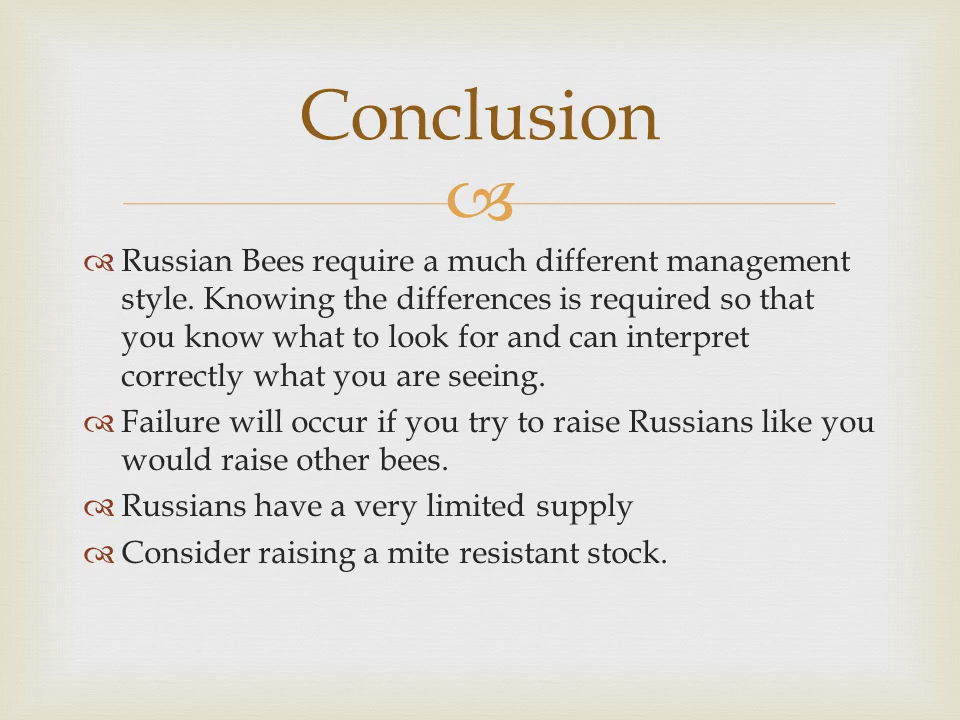 Conclusion
Russian Bees require a much different management
style. Knowing the differences is required so that
you know what to look for and can interpret
correctly what you are seeing.
Failure will occur if you try to raise Russians like you
would raise other bees.
Russians have a very limited supply
Consider raising a mite resistant stock.